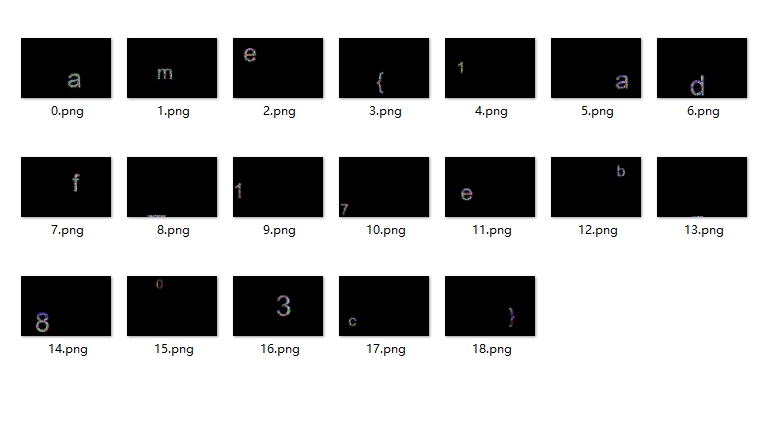 a m e { 1 a d
0.png 1.png 2.png 3.png 4.png 5.png 6.png
f 1 7 e b
7.png 8.png 9.png 10.png 11.png 12.png 13.png
8 0 3 c }
14.png 15.png 16.png 17.png 18.png